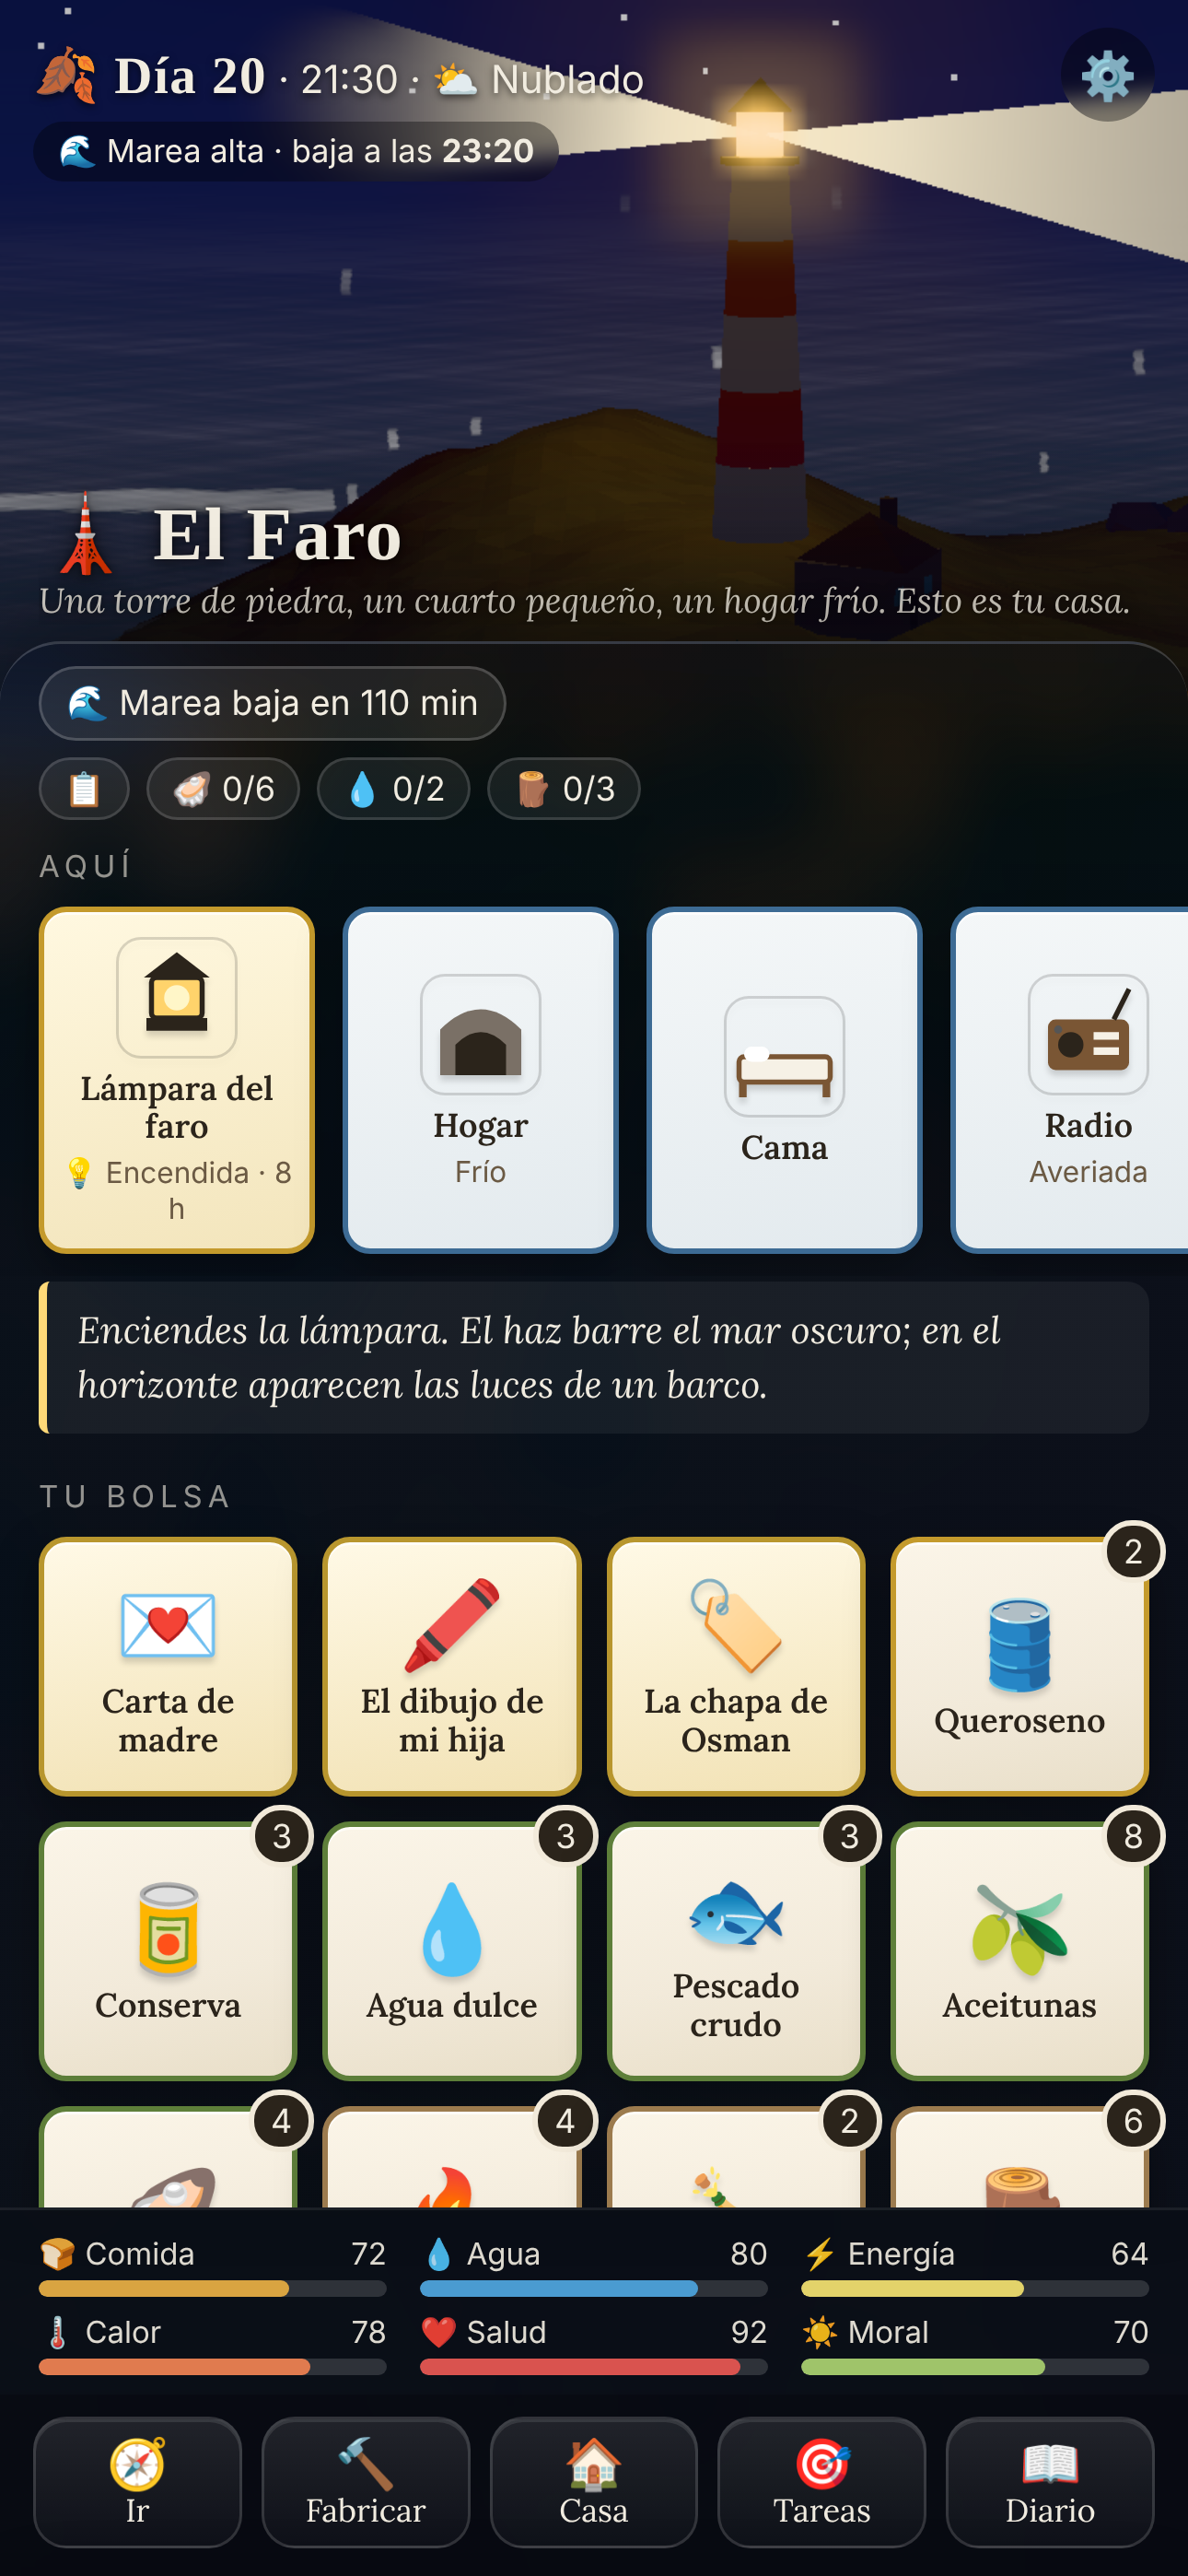 Día 20 · 21:30 · Nublado
Marea alta · baja a las 23:20
El Faro
Una torre de piedra, un cuarto pequeño, un hogar frío. Esto es tu casa.
Marea baja en 110 min
0/6 0/2 0/3
AQUÍ
Lámpara del
faro
Encendida · 8
h
Hogar
Frío
Cama
Radio
Averiada
Enciendes la lámpara. El haz barre el mar oscuro; en el
horizonte aparecen las luces de un barco.
TU BOLSA
Carta de
madre
El dibujo de
mi hija
La chapa de
Osman
2
Queroseno
3
Conserva
3
Agua dulce
3
Pescado
crudo
8
Aceitunas
4
4
2
6
Comida 72
Agua 80
Energía 64
Calor 78
Salud 92
Moral 70
Ir
Fabricar
Casa
Tareas
Diario